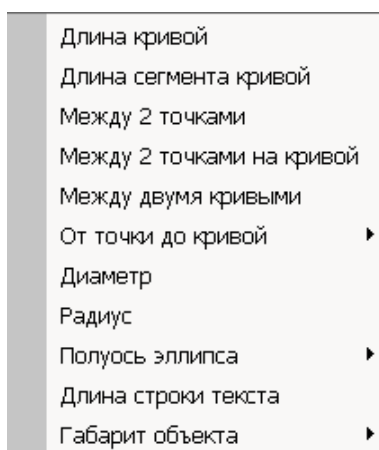 Длина кривой
Длина сегмента кривой
Между 2 точками
Между 2 точками на кривой
Между двумя кривыми
От точки до кривой
Диаметр
Радиус
Полуось эллипса
Длина строки текста
Габарит объекта